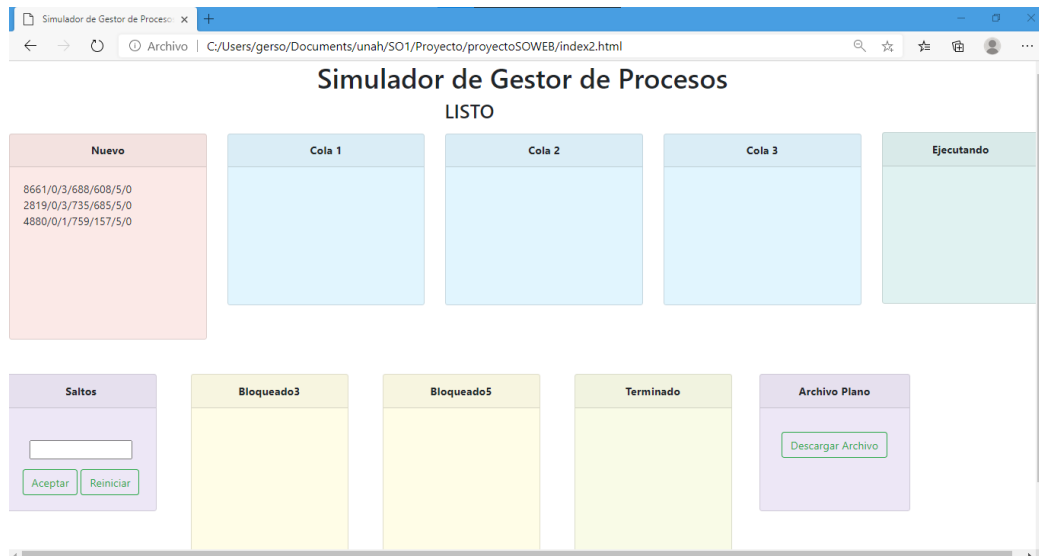 Simulador de Gestor de Proceso
Archivo | C:/Users/gerso/Documents/unah/SO1/Proyecto/proyectoSOWEB/index2.html
Simulador de Gestor de Procesos
LISTO
Nuevo
8661/0/3/688/608/5/0
2819/0/3/735/685/5/0
4880/0/1/759/157/5/0
Cola 1
Cola 2
Cola 3
Ejecutando
Saltos
Aceptar
Reiniciar
Bloqueado3
Bloqueado5
Terminado
Archivo Plano
Descargar Archivo